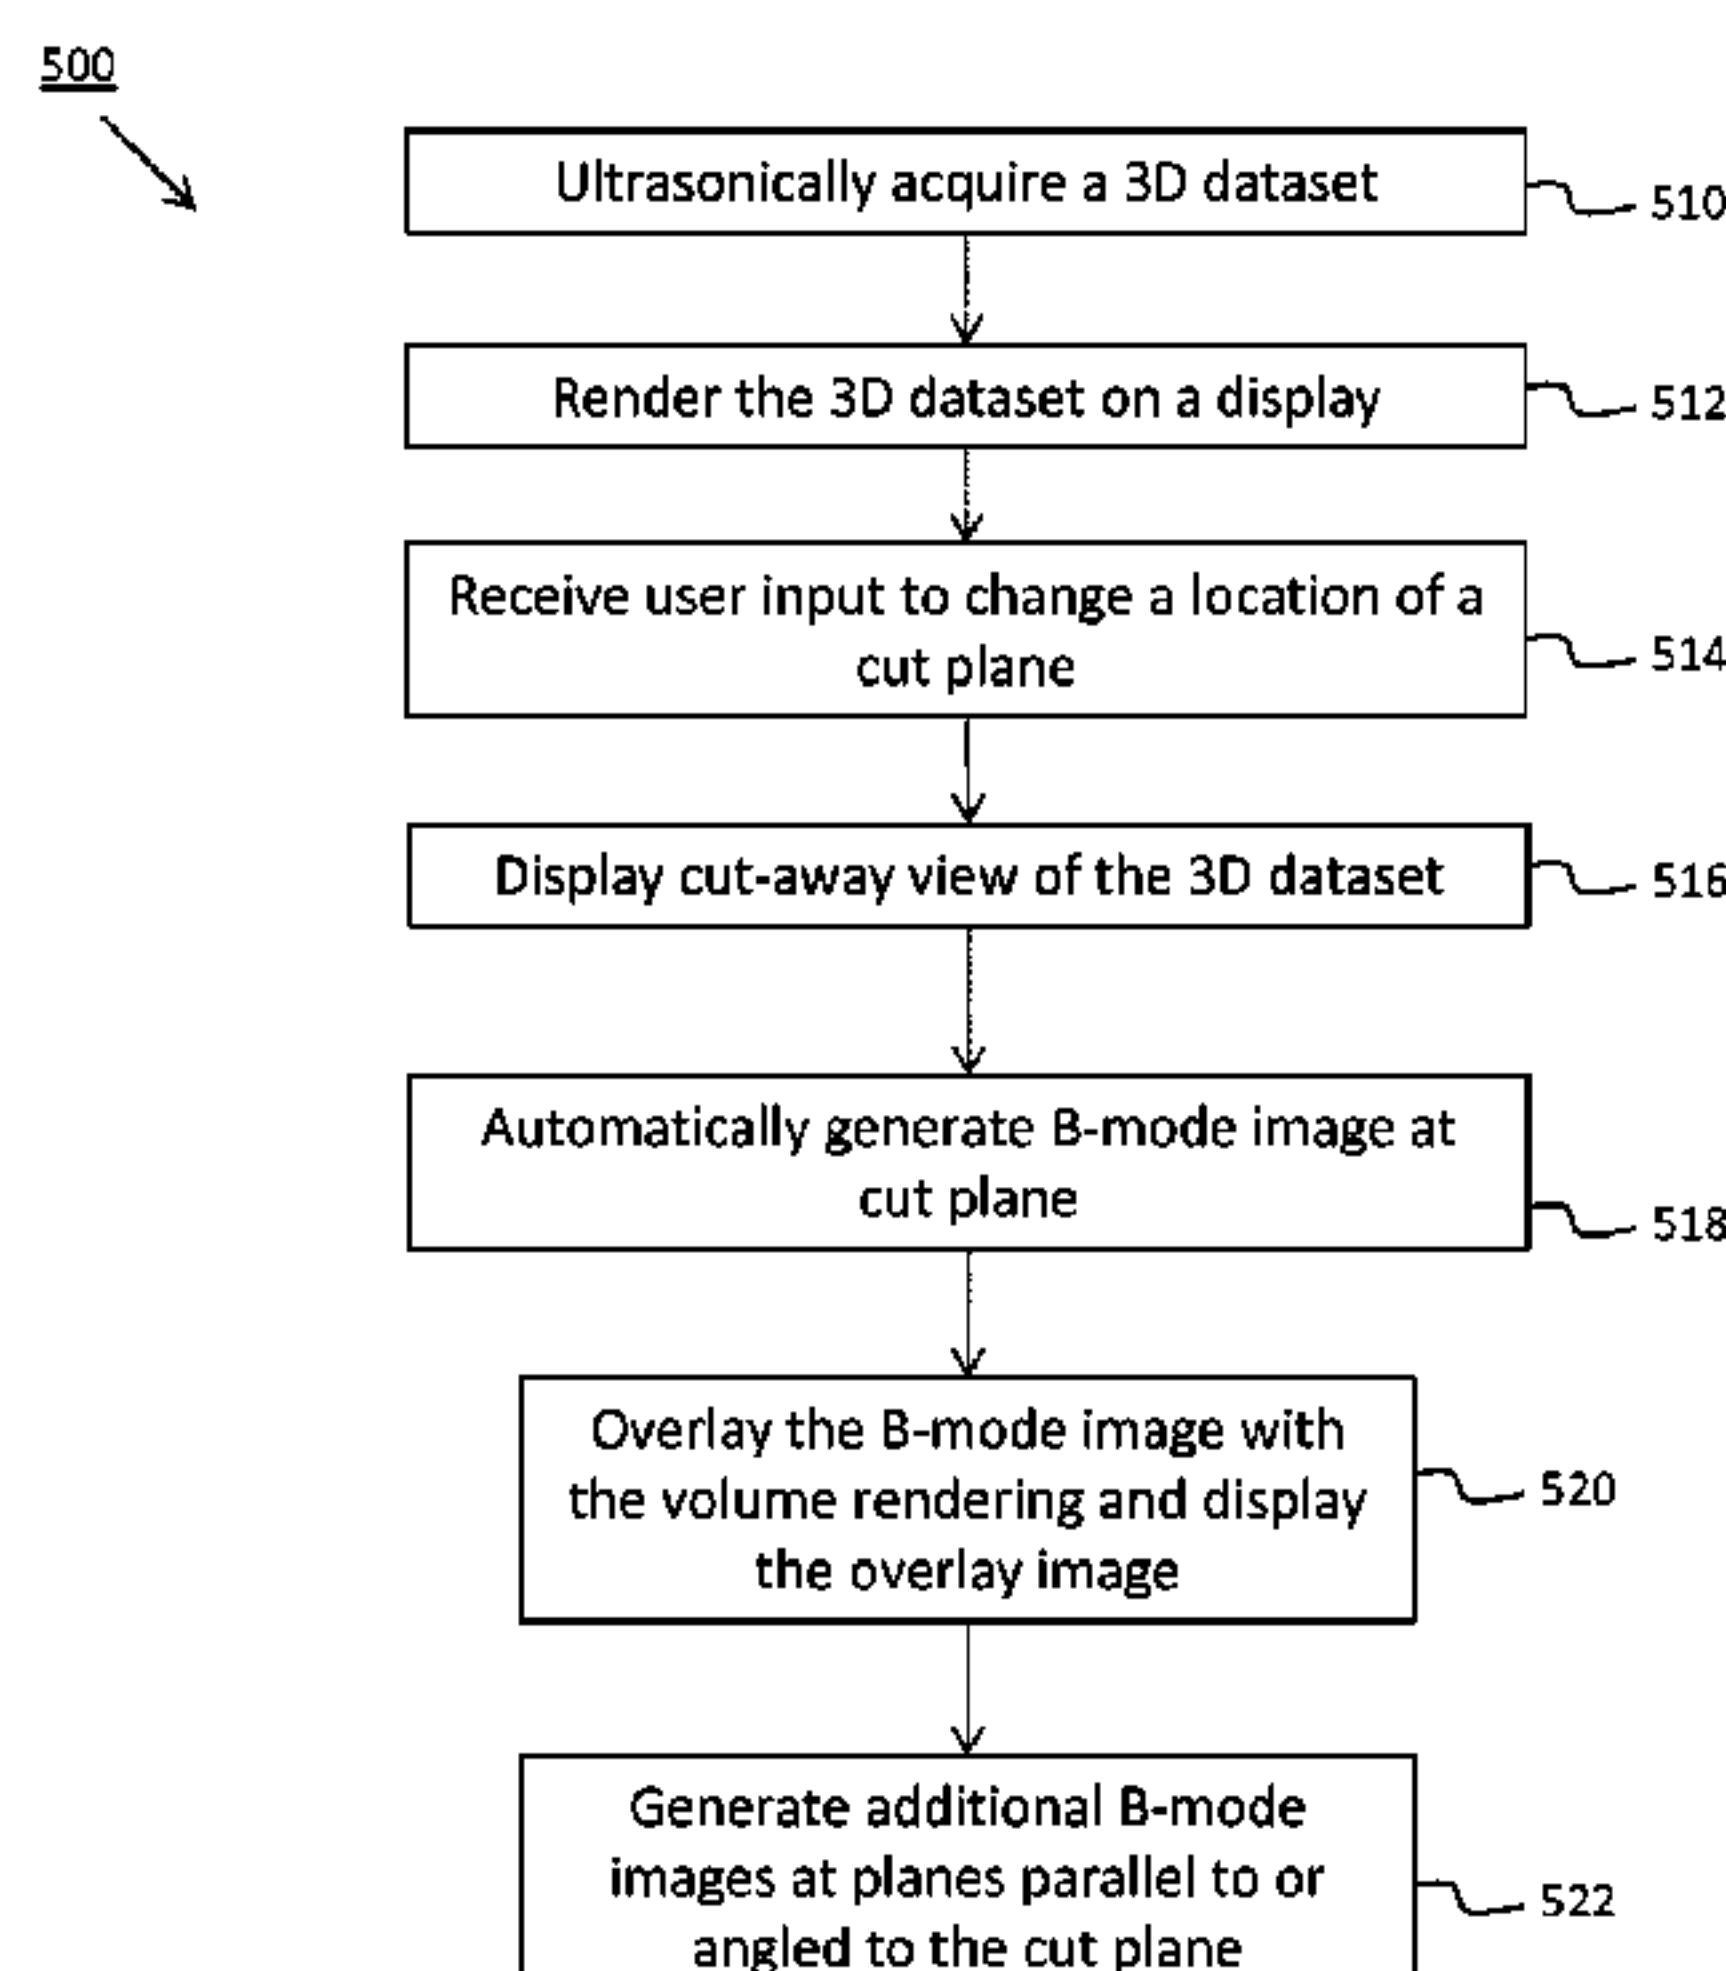 500
Ultrasonically acquire a 3D dataset
510
Render the 3D dataset on a display
512
Receive user input to change a location of a
cut plane
514
Display cut-away view of the 3D dataset
516
Automatically generate B-mode image at
cut plane
518
Overlay the B-mode image with
the volume rendering and display
the overlay image
520
Generate additional B-mode
images at planes parallel to or
angled to the cut plane
522